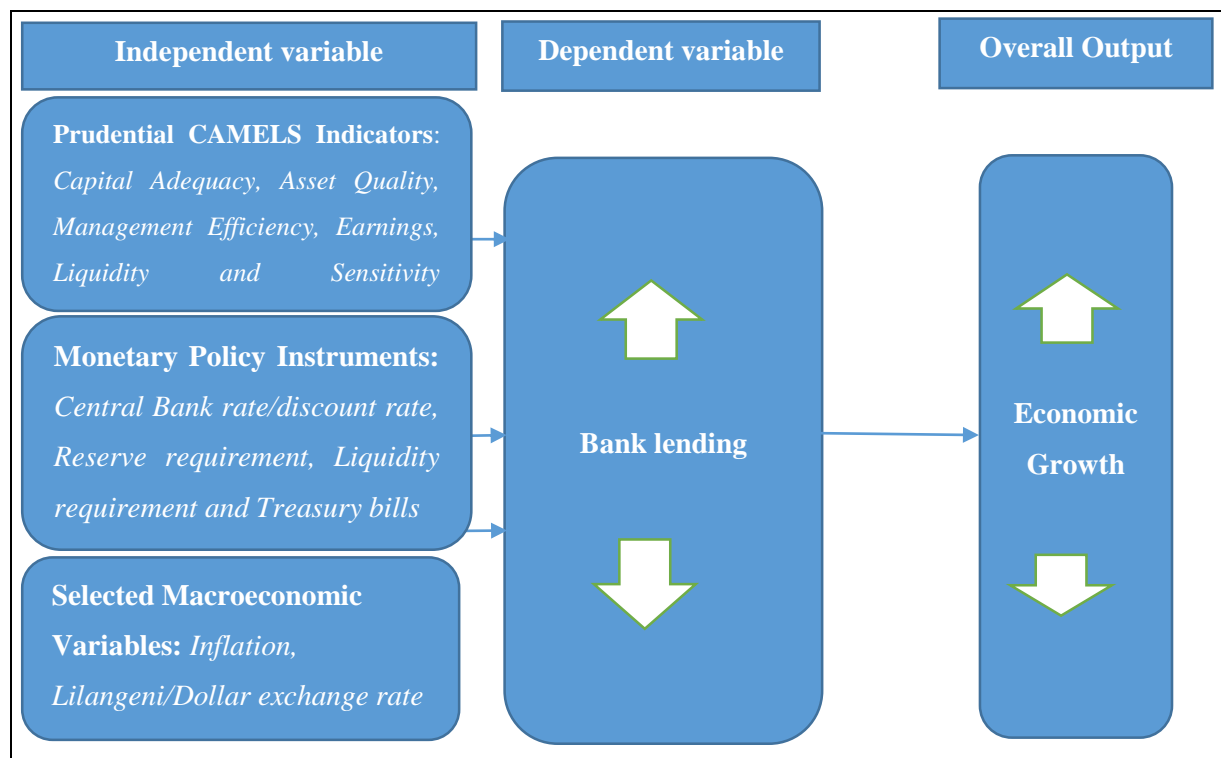 Independent variable
Dependent variable
Overall Output
Prudential CAMELS Indicators:
Capital Adequacy, Asset Quality,
Management Efficiency, Earnings,
Liquidity and Sensitivity
Monetary Policy Instruments:
Central Bank rate/discount rate,
Reserve requirement, Liquidity
requirement and Treasury bills
Selected Macroeconomic
Variables: Inflation,
Lilangeni/Dollar exchange rate
Bank lending
Economic
Growth